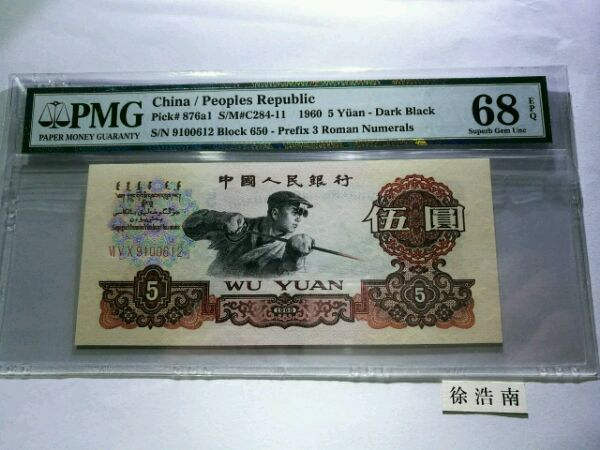 PMG
PAPER MONEY GUARANTY
China / Peoples Republic
Pick# 876a1 S/M#C284-11 1960 5 Yüan - Dark Black
S/N 9100612 Block 650 - Prefix 3 Roman Numerals
68 EPQ
Superb Gem Unc
中國人民銀行
伍圓
VI V X 9100612
WU YUAN
5
1960
5
徐浩南